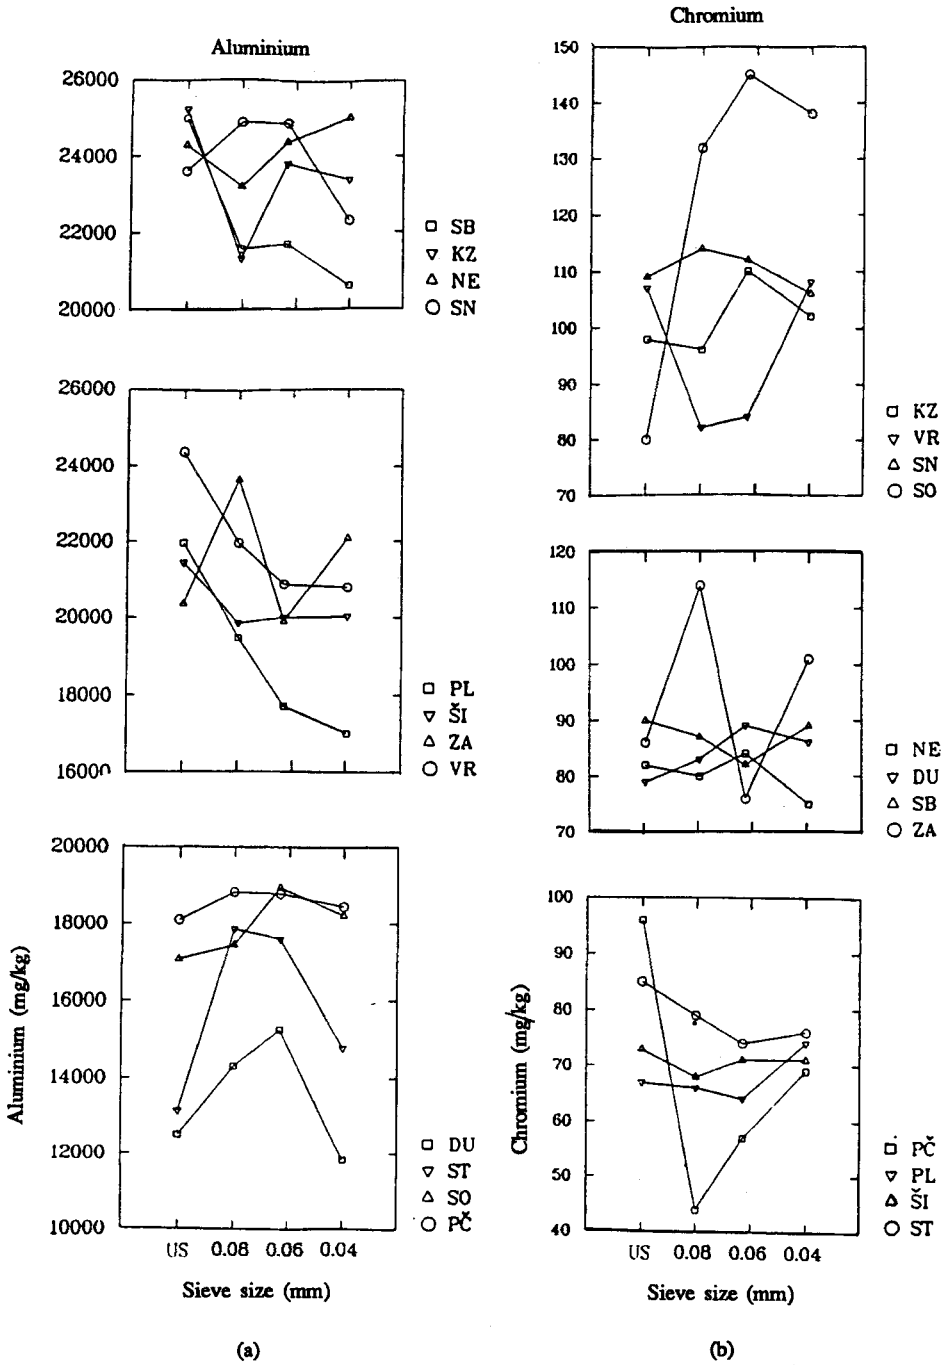 Aluminium
26000
24000
22000
20000
SB
KZ
NE
SN
26000
24000
22000
20000
18000
16000
PL
ŠI
ZA
VR
20000
18000
16000
14000
12000
10000
Aluminium (mg/kg)
DU
ST
SO
PČ
US 0.08 0.06 0.04
Sieve size (mm)
(a)
Chromium
150
140
130
120
110
100
90
80
70
KZ
VR
SN
SO
120
110
100
90
80
70
NE
DU
SB
ZA
100
90
80
70
60
50
40
Chromium (mg/kg)
PČ
PL
ŠI
ST
US 0.08 0.06 0.04
Sieve size (mm)
(b)